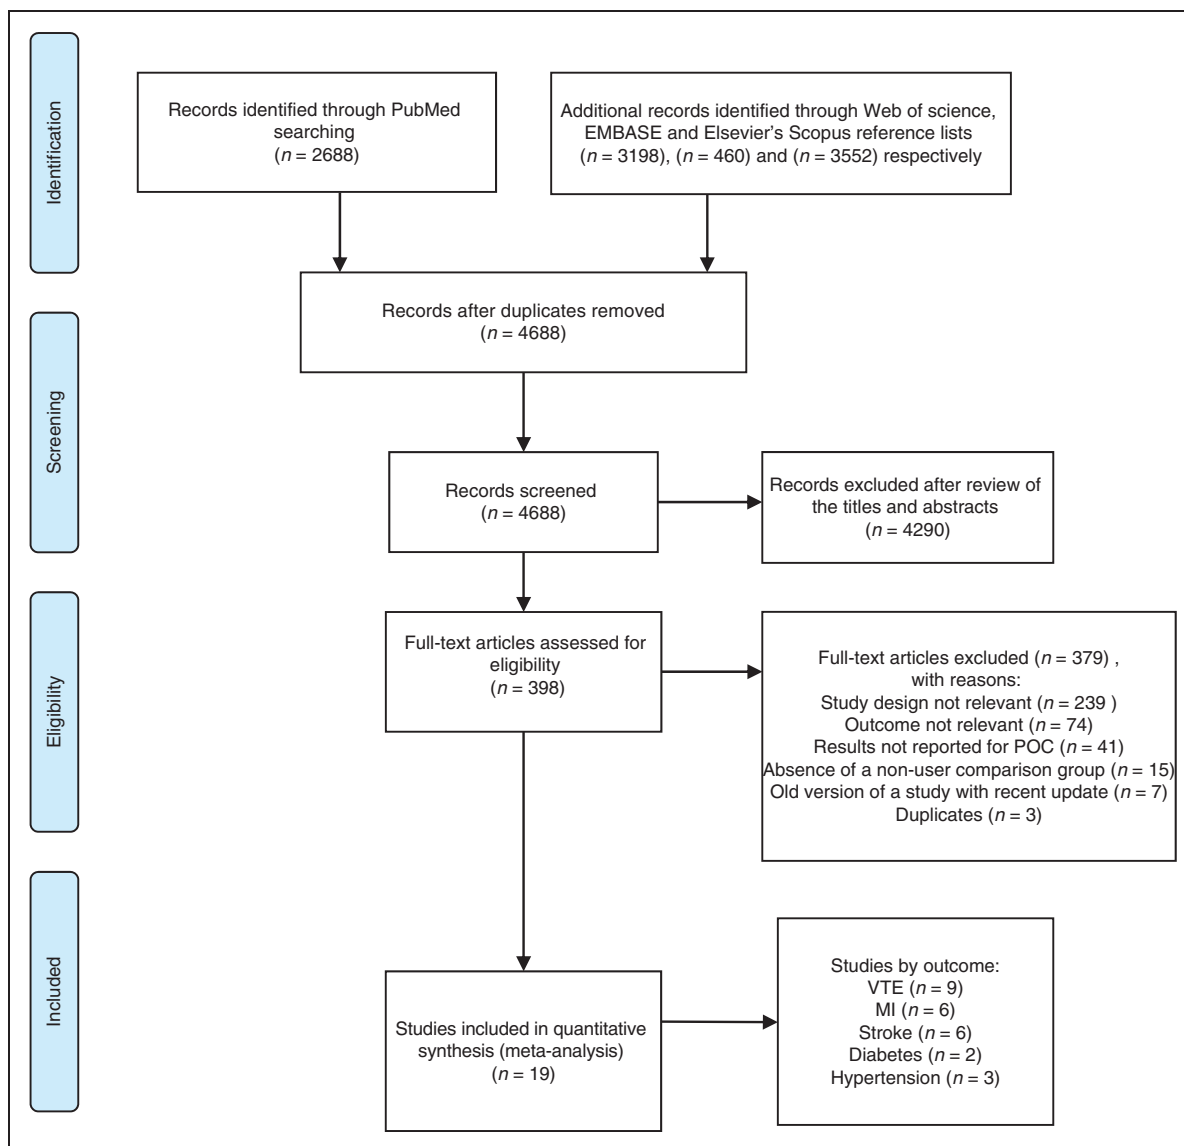 Identification
Records identified through PubMed
searching
(n = 2688)
Additional records identified through Web of science,
EMBASE and Elsevier's Scopus reference lists
(n = 3198), (n = 460) and (n = 3552) respectively
Records after duplicates removed
(n = 4688)
Screening
Records screened
(n = 4688)
Records excluded after review of
the titles and abstracts
(n = 4290)
Eligibility
Full-text articles assessed for
eligibility
(n = 398)
Full-text articles excluded (n = 379) ,
with reasons:
Study design not relevant (n = 239 )
Outcome not relevant (n = 74)
Results not reported for POC (n = 41)
Absence of a non-user comparison group (n = 15)
Old version of a study with recent update (n = 7)
Duplicates (n = 3)
Included
Studies included in quantitative
synthesis (meta-analysis)
(n = 19)
Studies by outcome:
VTE (n = 9)
MI (n = 6)
Stroke (n = 6)
Diabetes (n = 2)
Hypertension (n = 3)